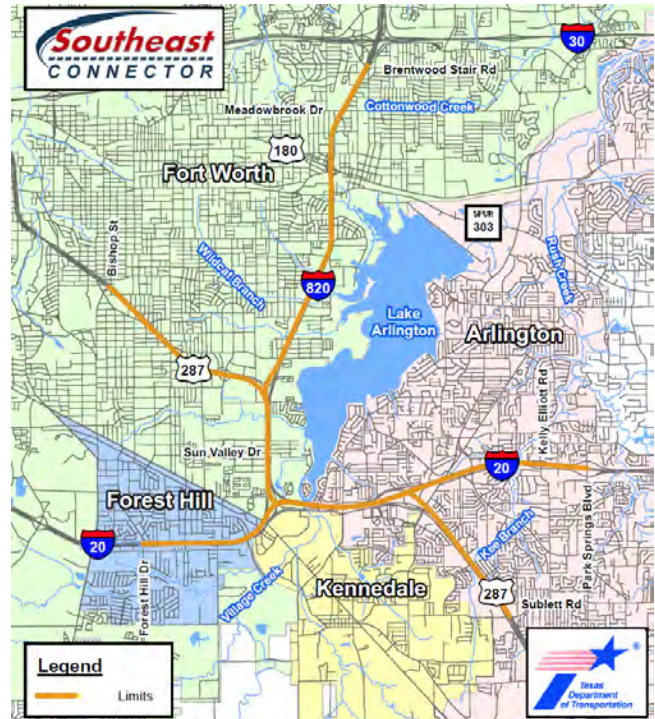 Southeast
CONNECTOR
30
Brentwood Stair Rd
Meadowbrook Dr
Cottonwood Creek
180
Fort Worth
SPUR
303
Bishop St
Wildcat Branch
Rush Creek
820
Lake
Arlington
Arlington
287
Kelly Elliott Rd
Sun Valley Dr
20
Forest Hill
20
Park Springs Blvd
Kee Branch
Forest Hill Dr
Village Creek
Kennedale
287
Sublett Rd
Legend
Limits
®
Texas
Department
of Transportation